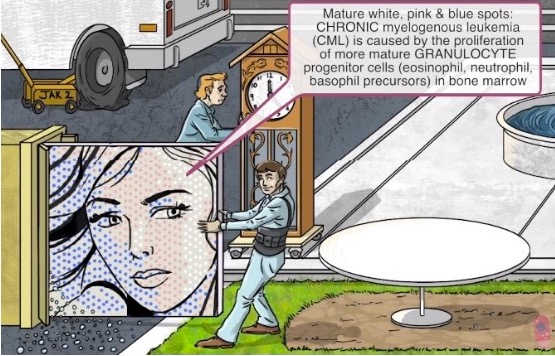 Mature white, pink & blue spots:
CHRONIC myelogenous leukemia
(CML) is caused by the proliferation
of more mature GRANULOCYTE
progenitor cells (eosinophil, neutrophil,
basophil precursors) in bone marrow
JAK 2